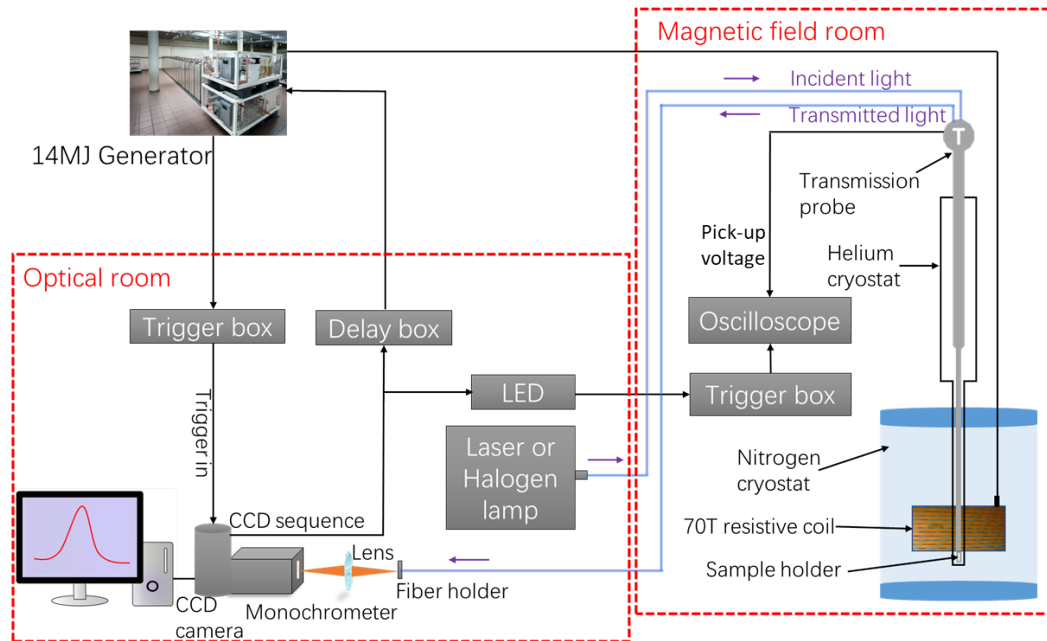 Magnetic field room
Incident light
Transmitted light
T
14MJ Generator
Transmission
probe
Pick-up
voltage
Helium
cryostat
Optical room
Trigger box
Delay box
Oscilloscope
LED
Trigger box
Trigger in
Laser or
Halogen
lamp
Nitrogen
cryostat
CCD sequence
70T resistive coil
Lens
Sample holder
Fiber holder
Monochrometer
CCD
camera